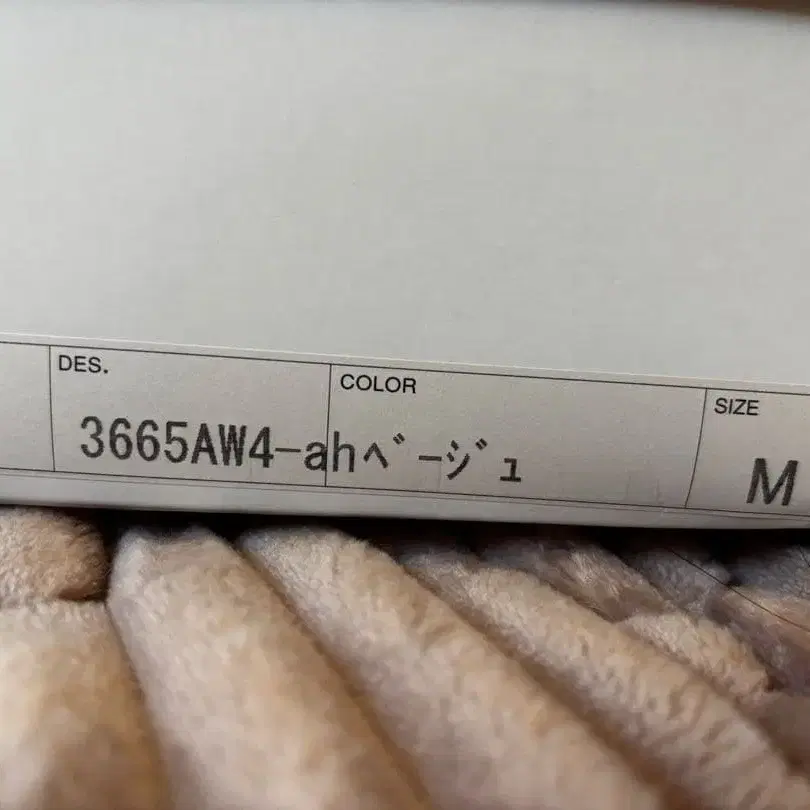 DES. COLOR SIZE
3665AW4-ahﾍﾞｰｼﾞｭ M